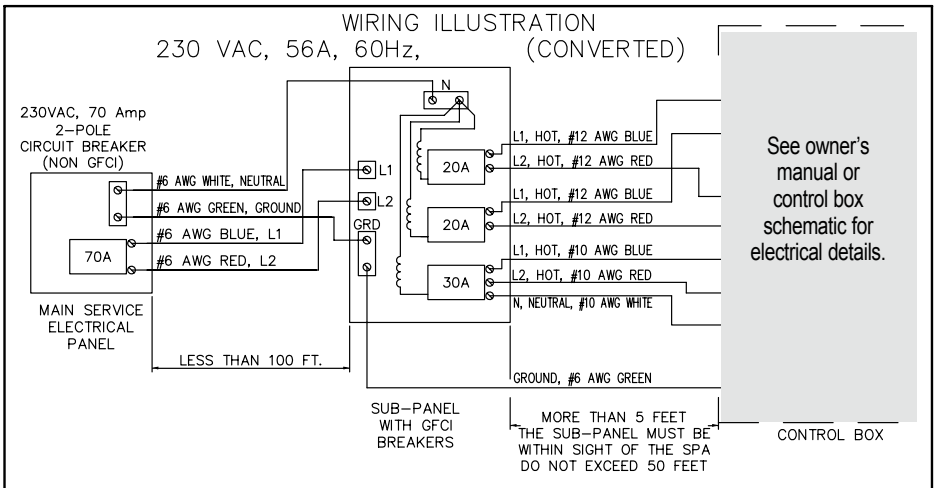 WIRING ILLUSTRATION
230 VAC, 56A, 60Hz, (CONVERTED)
230VAC, 70 Amp
2-POLE
CIRCUIT BREAKER
(NON GFCI)
#6 AWG WHITE, NEUTRAL
#6 AWG GREEN, GROUND
#6 AWG BLUE, L1
#6 AWG RED, L2
70A
MAIN SERVICE
ELECTRICAL
PANEL
LESS THAN 100 FT.
N
L1
L2
GRD
20A
20A
30A
SUB-PANEL
WITH GFCI
BREAKERS
L1, HOT, #12 AWG BLUE
L2, HOT, #12 AWG RED
L1, HOT, #12 AWG BLUE
L2, HOT, #12 AWG RED
L1, HOT, #10 AWG BLUE
L2, HOT, #10 AWG RED
N, NEUTRAL, #10 AWG WHITE
GROUND, #6 AWG GREEN
MORE THAN 5 FEET
THE SUB-PANEL MUST BE
WITHIN SIGHT OF THE SPA
DO NOT EXCEED 50 FEET
See owner's
manual or
control box
schematic for
electrical details.
CONTROL BOX